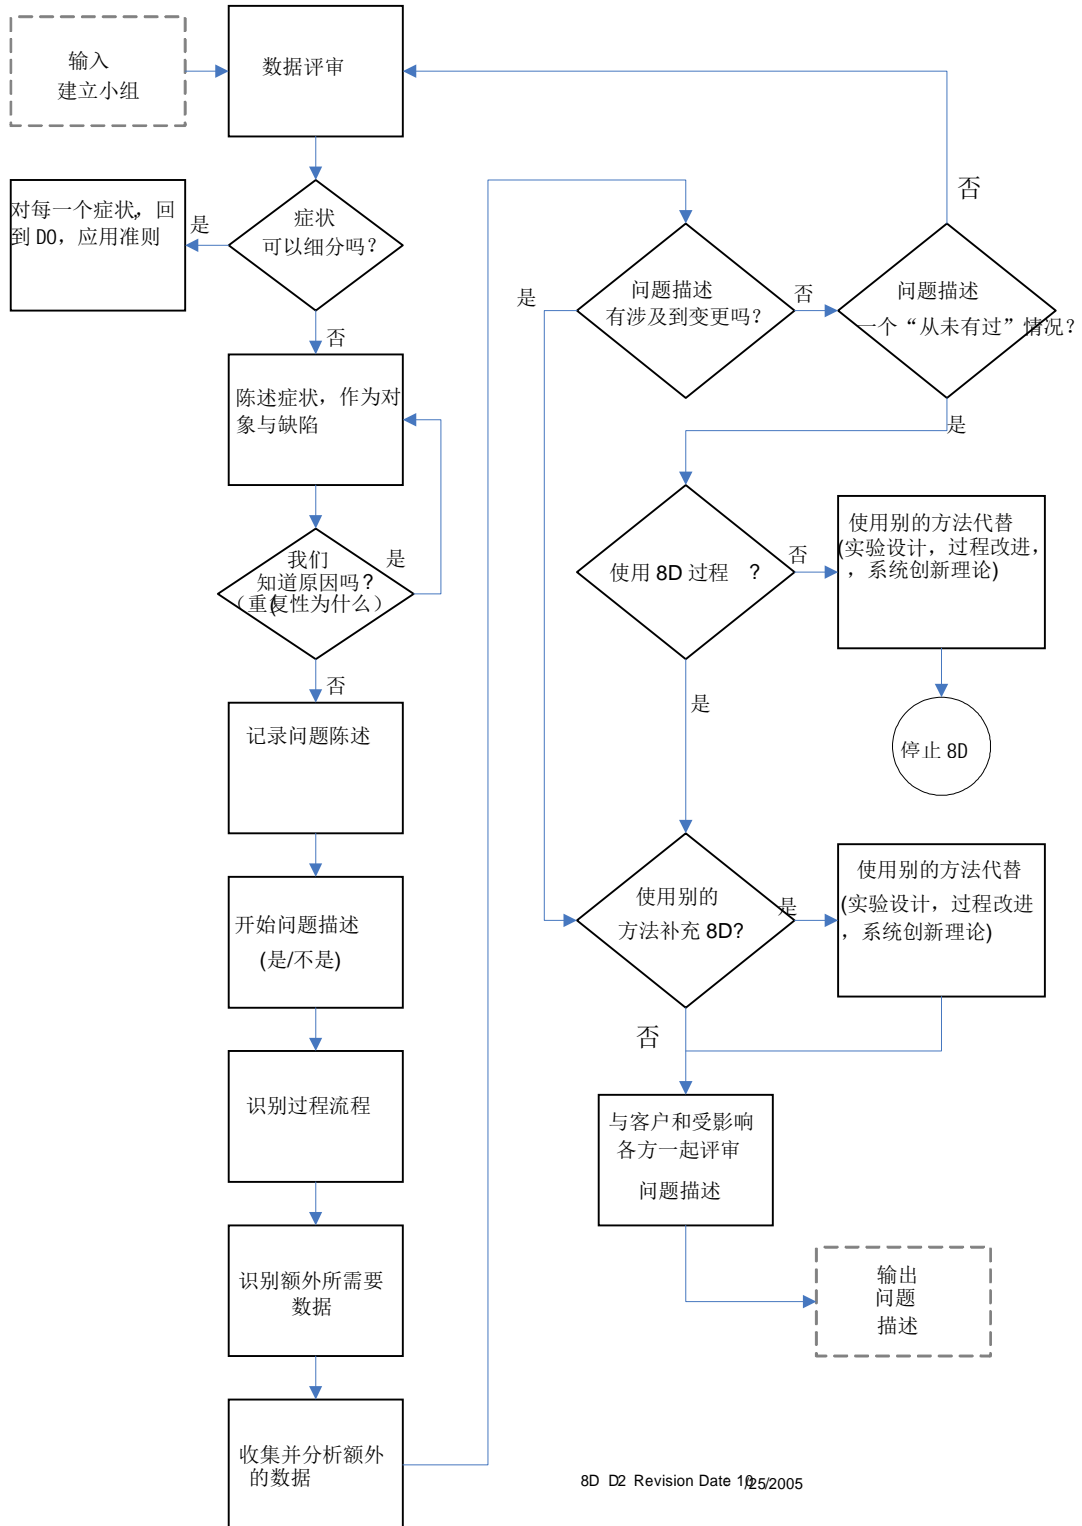 输入
建立小组
数据评审
对每一个症状，回
到 D0，应用准则
是
症状
可以细分吗？
否
陈述症状，作为对
象与缺陷
我们
知道原因吗？
（重复性为什么）
是
否
记录问题陈述
开始问题描述
(是/不是)
识别过程流程
识别额外所需要
数据
收集并分析额外
的数据
问题描述
有涉及到变更吗？
是
否
问题描述
一个“从未有过”情况？
否
是
使用 8D 过程 ？
否
是
使用别的方法代替
(实验设计，过程改进，
，系统创新理论)
停止 8D
使用别的
方法补充 8D?
是
否
使用别的方法代替
(实验设计，过程改进
，系统创新理论)
与客户和受影响
各方一起评审
问题描述
输出
问题
描述
8D D2 Revision Date 10/25/2005